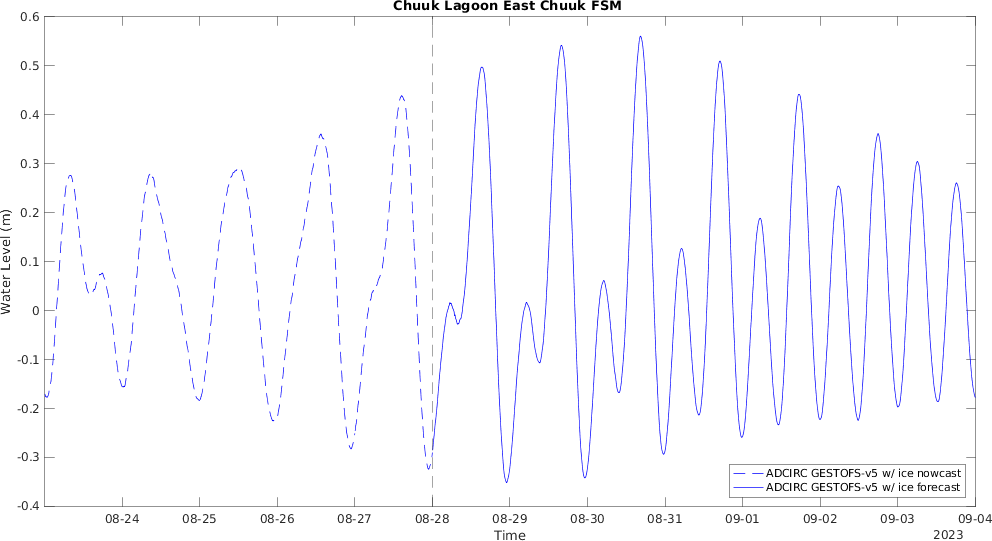 Chuuk Lagoon East Chuuk FSM
0.6
0.5
0.4
0.3
0.2
0.1
0
-0.1
-0.2
-0.3
-0.4
Water Level (m)
ADCIRC GESTOFS-v5 w/ ice nowcast
ADCIRC GESTOFS-v5 w/ ice forecast
08-24 08-25 08-26 08-27 08-28 08-29 08-30 08-31 09-01 09-02 09-03 09-04
Time
2023